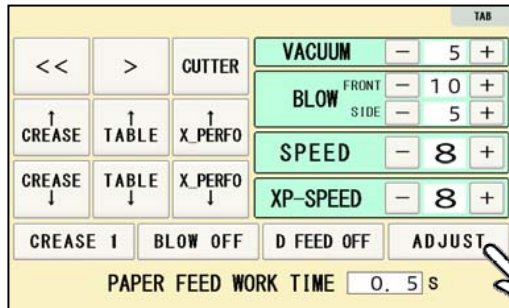 TAB
<< > CUTTER
↑ ↑ ↑
CREASE TABLE X_PERFO
CREASE TABLE X_PERFO
↓ ↓ ↓
VACUUM − 5 +
BLOW FRONT − 10 +
SIDE − 5 +
SPEED − 8 +
XP-SPEED − 8 +
CREASE 1 BLOW OFF D FEED OFF ADJUST
PAPER FEED WORK TIME 0. 5 S